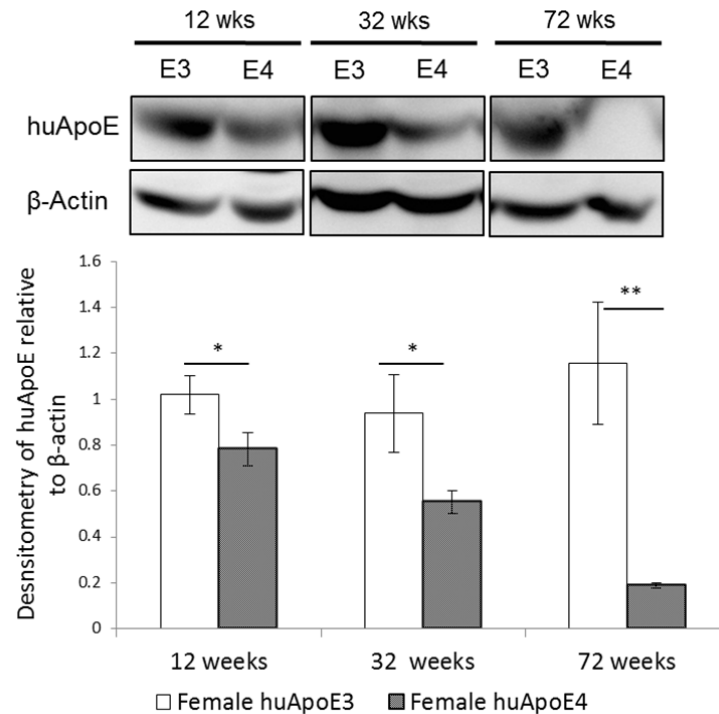 12 wks 32 wks 72 wks
E3 E4 E3 E4 E3 E4
huApoE
β-Actin
1.6
1.4
1.2
1
0.8
0.6
0.4
0.2
0
Desnsitometry of huApoE relative
to β-actin
* * **
12 weeks 32 weeks 72 weeks
Female huApoE3 Female huApoE4